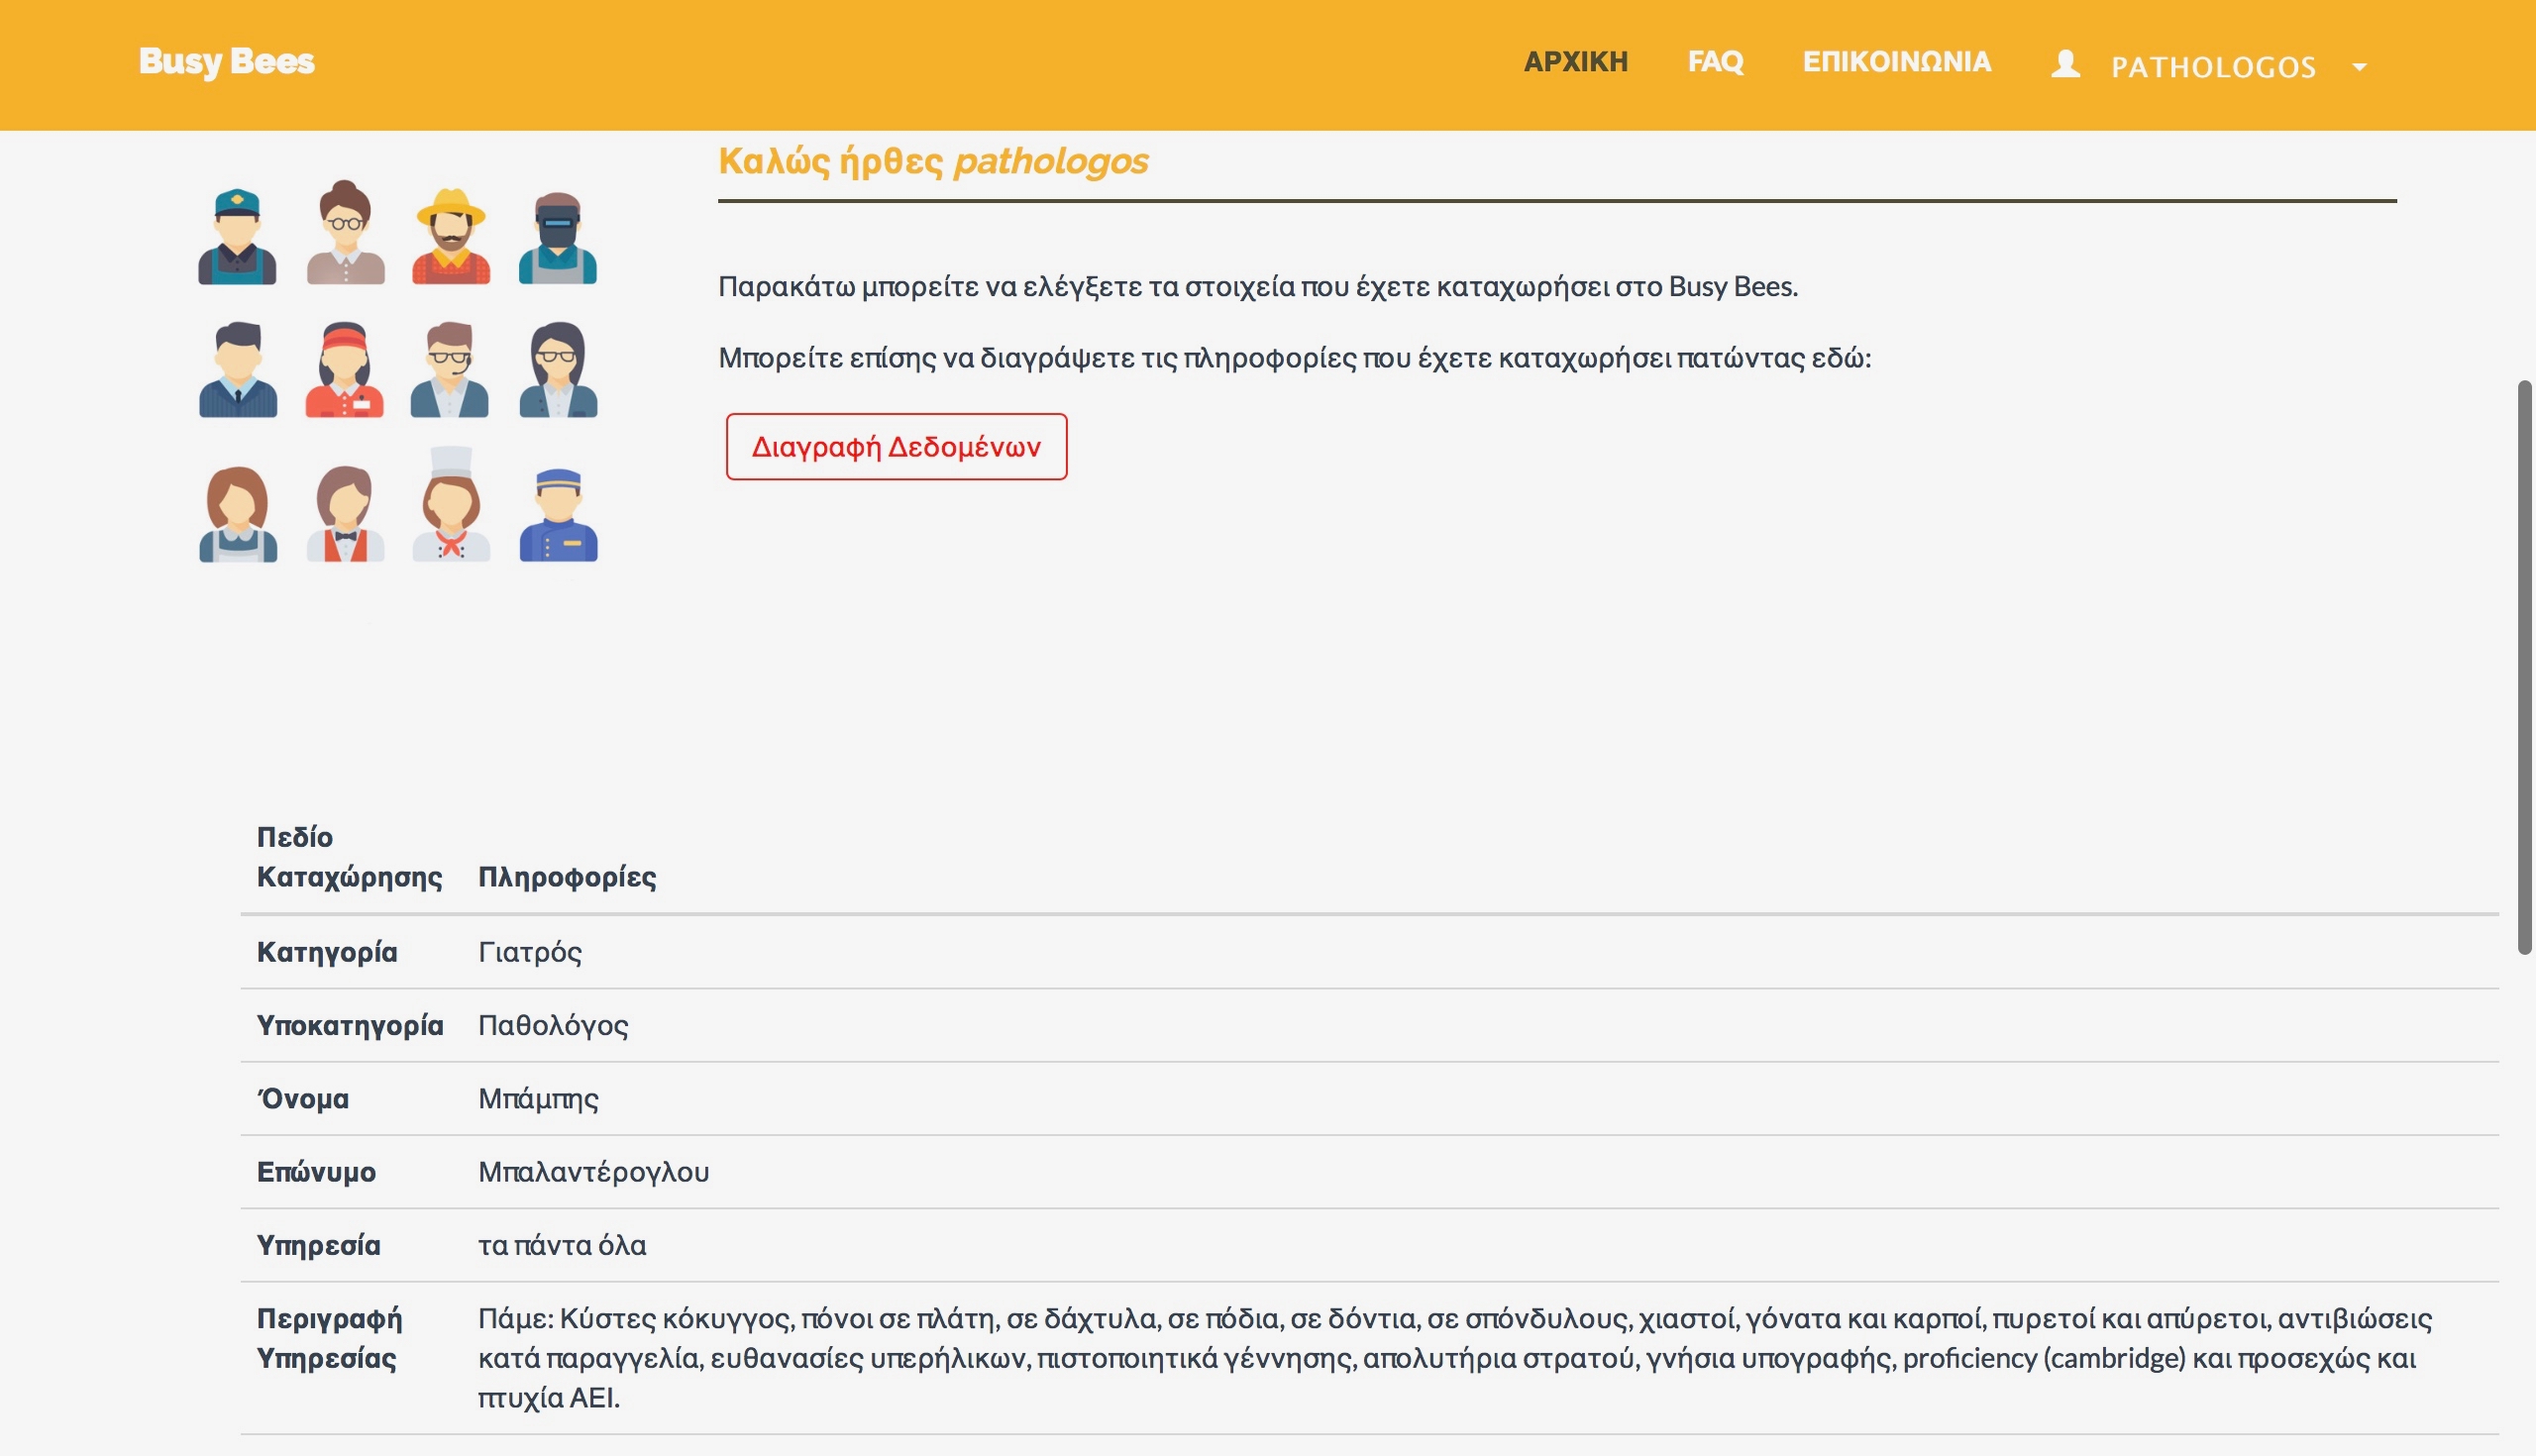 Busy Bees
ΑΡΧΙΚΗ FAQ ΕΠΙΚΟΙΝΩΝΙΑ PATHOLOGOS
Καλώς ήρθες pathologos
Παρακάτω μπορείτε να ελέγξετε τα στοιχεία που έχετε καταχωρήσει στο Busy Bees.
Μπορείτε επίσης να διαγράψετε τις πληροφορίες που έχετε καταχωρήσει πατώντας εδώ:
Διαγραφή Δεδομένων
Πεδίο
Καταχώρησης Πληροφορίες
Κατηγορία Γιατρός
Υποκατηγορία Παθολόγος
Όνομα Μπάμπης
Επώνυμο Μπαλαντέρογλου
Υπηρεσία τα πάντα όλα
Περιγραφή Πάμε: Κύστες κόκυγγος, πόνοι σε πλάτη, σε δάχτυλα, σε πόδια, σε δόντια, σε σπόνδυλους, χιαστοί, γόνατα και καρποί, πυρετοί και απύρετοι, αντιβιώσεις
Υπηρεσίας κατά παραγγελία, ευθανασίες υπερήλικων, πιστοποιητικά γέννησης, απολυτήρια στρατού, γνήσια υπογραφής, proficiency (cambridge) και προσεχώς και
πτυχία ΑΕΙ.